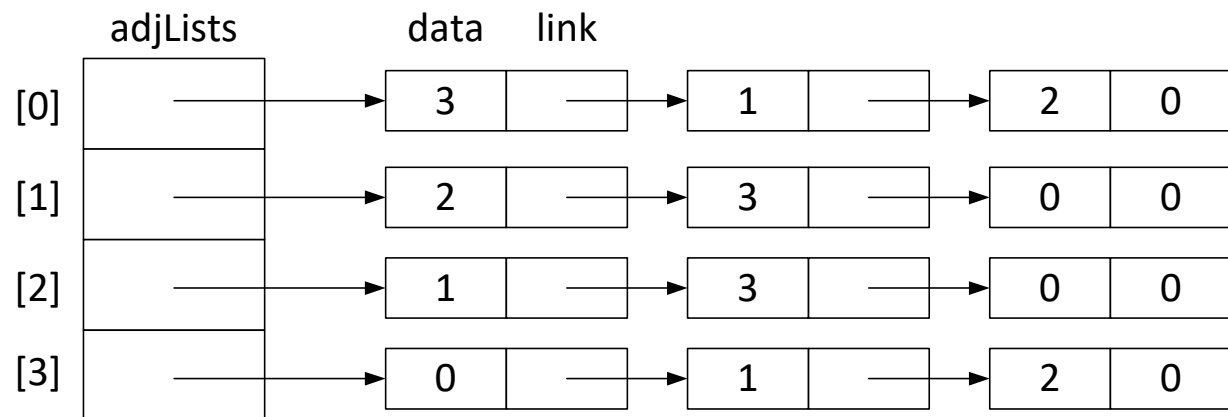 adjLists data link
[0] 3 1 2 0
[1] 2 3 0 0
[2] 1 3 0 0
[3] 0 1 2 0